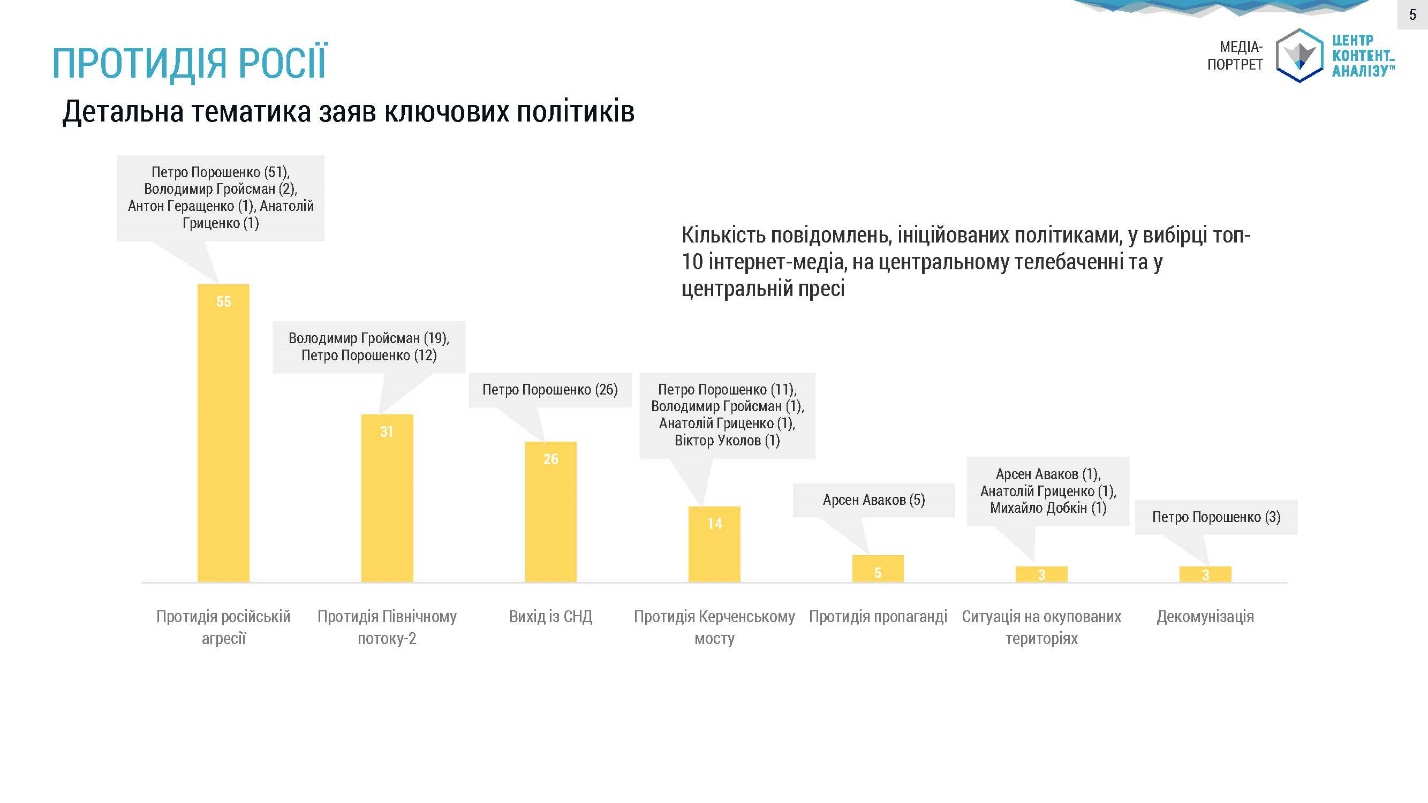 5
МЕДІА-
ПОРТРЕТ
ЦЕНТР
КОНТЕНТ_
АНАЛІЗУ™
ПРОТИДІЯ РОСІЇ
Детальна тематика заяв ключових політиків
Петро Порошенко (51),
Володимир Гройсман (2),
Антон Геращенко (1), Анатолій
Гриценко (1)
Кількість повідомлень, ініційованих політиками, у вибірці топ-
10 інтернет-медіа, на центральному телебаченні та у
центральній пресі
55
Володимир Гройсман (19),
Петро Порошенко (12)
31
Петро Порошенко (26)
26
Петро Порошенко (11),
Володимир Гройсман (1),
Анатолій Гриценко (1),
Віктор Уколов (1)
14
Арсен Аваков (5)
5
Арсен Аваков (1),
Анатолій Гриценко (1),
Михайло Добкін (1)
3
Петро Порошенко (3)
3
Протидія російській
агресії
Протидія Північному
потоку-2
Вихід із СНД
Протидія Керченському
мосту
Протидія пропаганді
Ситуація на окупованих
територіях
Декомунізація